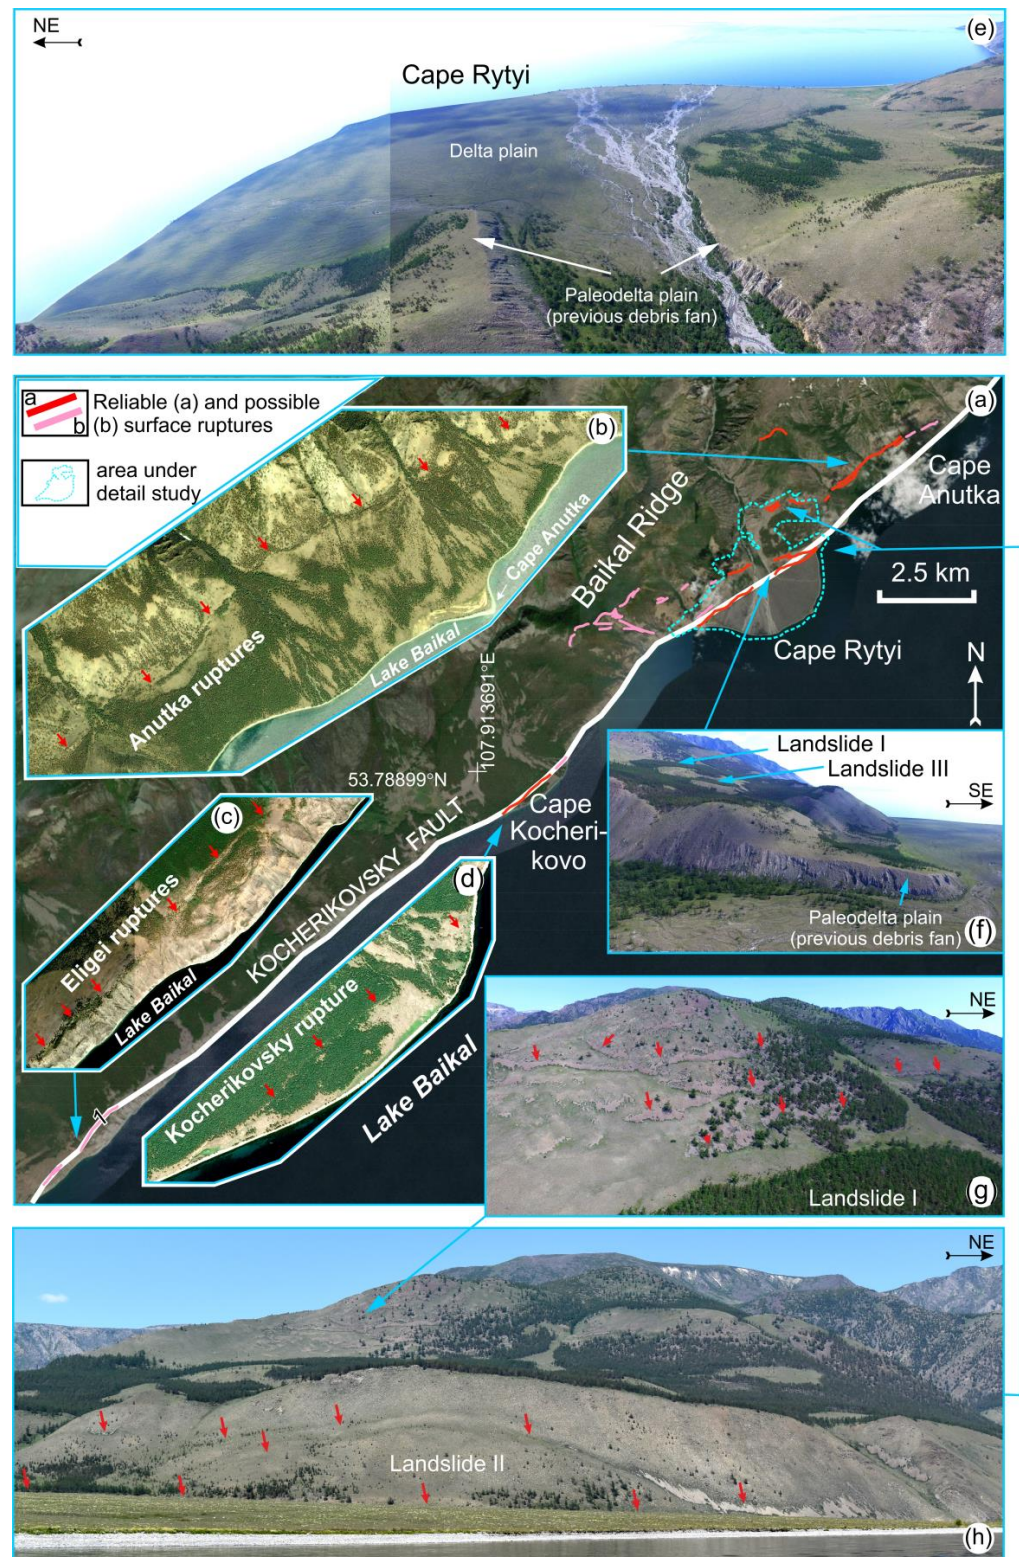 NE
(e)
Cape Rytyi
Delta plain
Paleodelta plain
(previous debris fan)
a
b
Reliable (a) and possible
(b) surface ruptures
area under
detail study
(a)
(b)
Cape
Anutka
Baikal Ridge
2.5 km
Cape Rytyi
N
Cape Anutka
Lake Baikal
Anutka ruptures
107.913691°E
53.78899°N
Landslide I
Landslide III
SE
Paleodelta plain
(previous debris fan)
(f)
Cape
Kocheri-
kovo
KOCHERIKOVSKY FAULT
(c)
Eligei ruptures
Lake Baikal
(d)
Kocherikovsky rupture
Lake Baikal
1
NE
Landslide I
(g)
NE
Landslide II
(h)